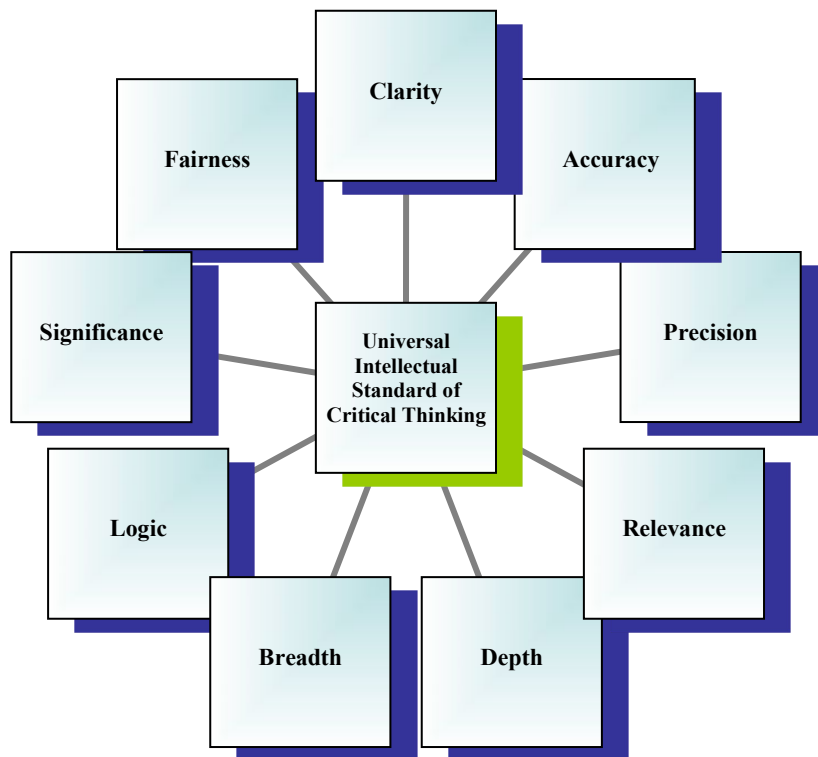 Clarity
Accuracy
Precision
Relevance
Depth
Breadth
Logic
Significance
Fairness
Universal
Intellectual
Standard of
Critical Thinking